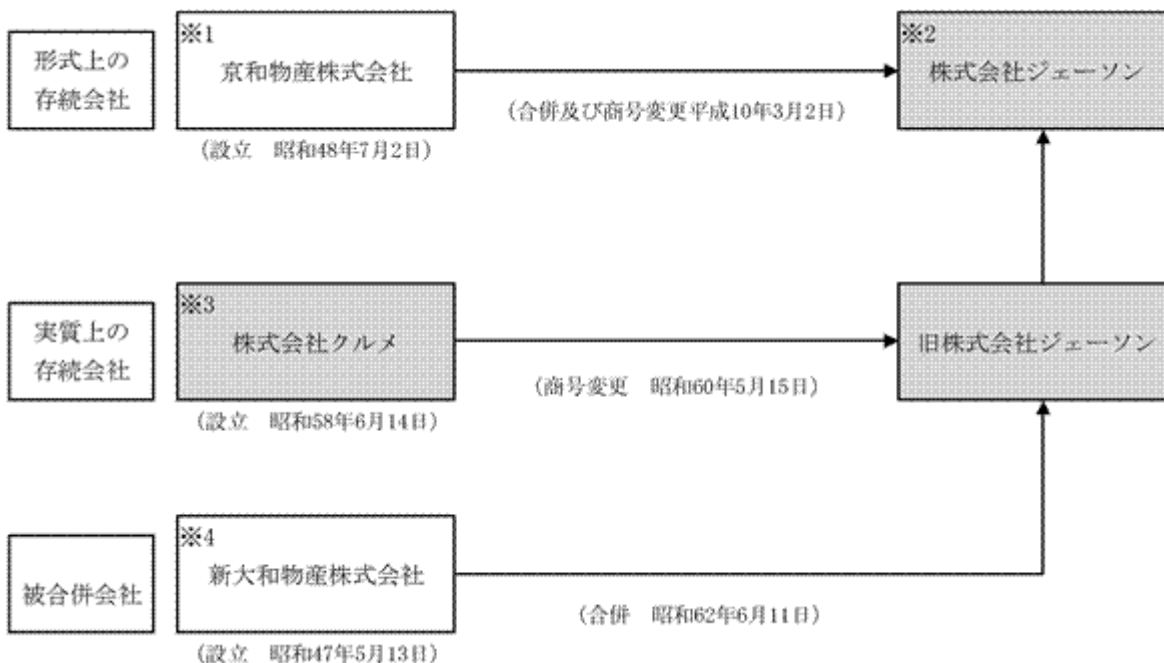 形式上の
存続会社
※1
京和物産株式会社
(設立　昭和48年7月2日)
(合併及び商号変更平成10年3月2日)
※2
株式会社ジェーソン
実質上の
存続会社
※3
株式会社クルメ
(設立　昭和58年6月14日)
(商号変更　昭和60年5月15日)
旧株式会社ジェーソン
被合併会社
※4
新大和物産株式会社
(設立　昭和47年5月13日)
(合併　昭和62年6月11日)